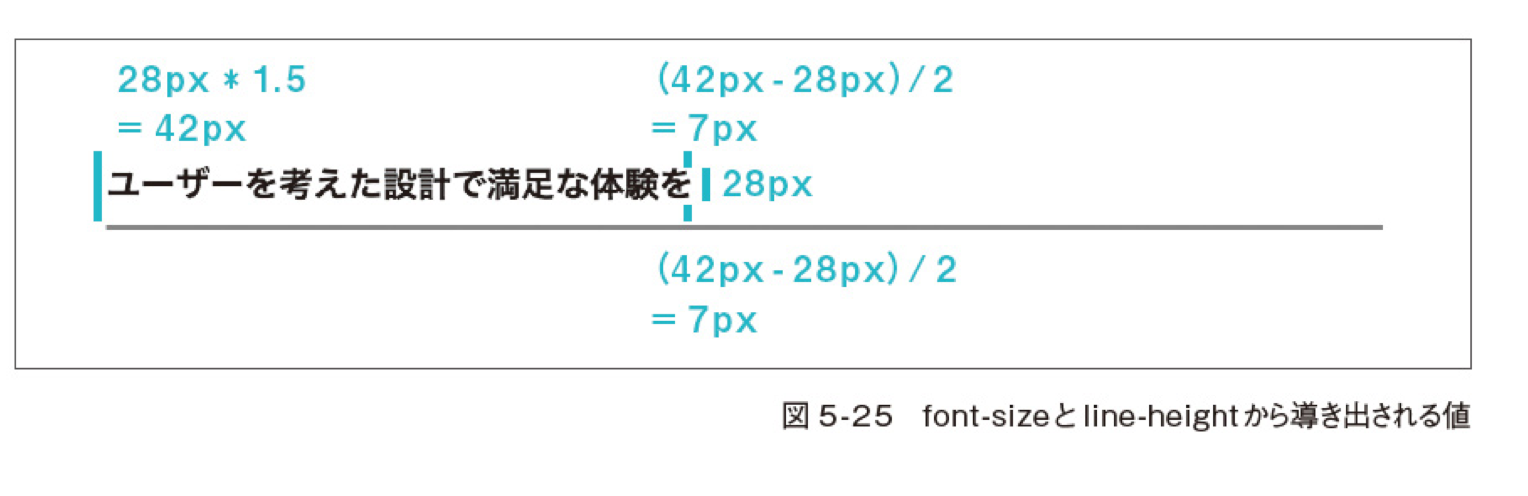 28px * 1.5
= 42px
(42px - 28px) / 2
= 7px
ユーザーを考えた設計で満足な体験を
28px
(42px - 28px) / 2
= 7px
図 5-25 font-sizeとline-heightから導き出される値